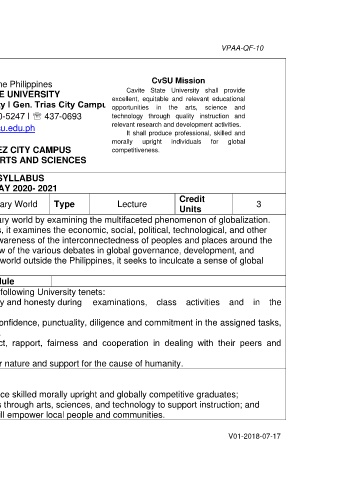 VPAA-QF-10
he Philippines
E UNIVERSITY
ty l Gen. Trias City Campu
0-5247 l ☏ 437-0693
su.edu.ph
EZ CITY CAMPUS
RTS AND SCIENCES
CvSU Mission
Cavite State University shall provide
excellent, equitable and relevant educational
opportunities in the arts, science and
technology through quality instruction and
relevant research and development activities.
It shall produce professional, skilled and
morally upright individuals for global
competitiveness.
SYLLABUS
AY 2020- 2021
ary World Type Lecture Credit Units 3
ary world by examining the multifaceted phenomenon of globalization.
s, it examines the economic, social, political, technological, and other
wareness of the interconnectedness of peoples and places around the
w of the various debates in global governance, development, and
world outside the Philippines, it seeks to inculcate a sense of global
dule
following University tenets:
y and honesty during examinations, class activities and in the
onfidence, punctuality, diligence and commitment in the assigned tasks,
ct, rapport, fairness and cooperation in dealing with their peers and
r nature and support for the cause of humanity.
ce skilled morally upright and globally competitive graduates;
s through arts, sciences, and technology to support instruction; and
ill empower local people and communities.
V01-2018-07-17